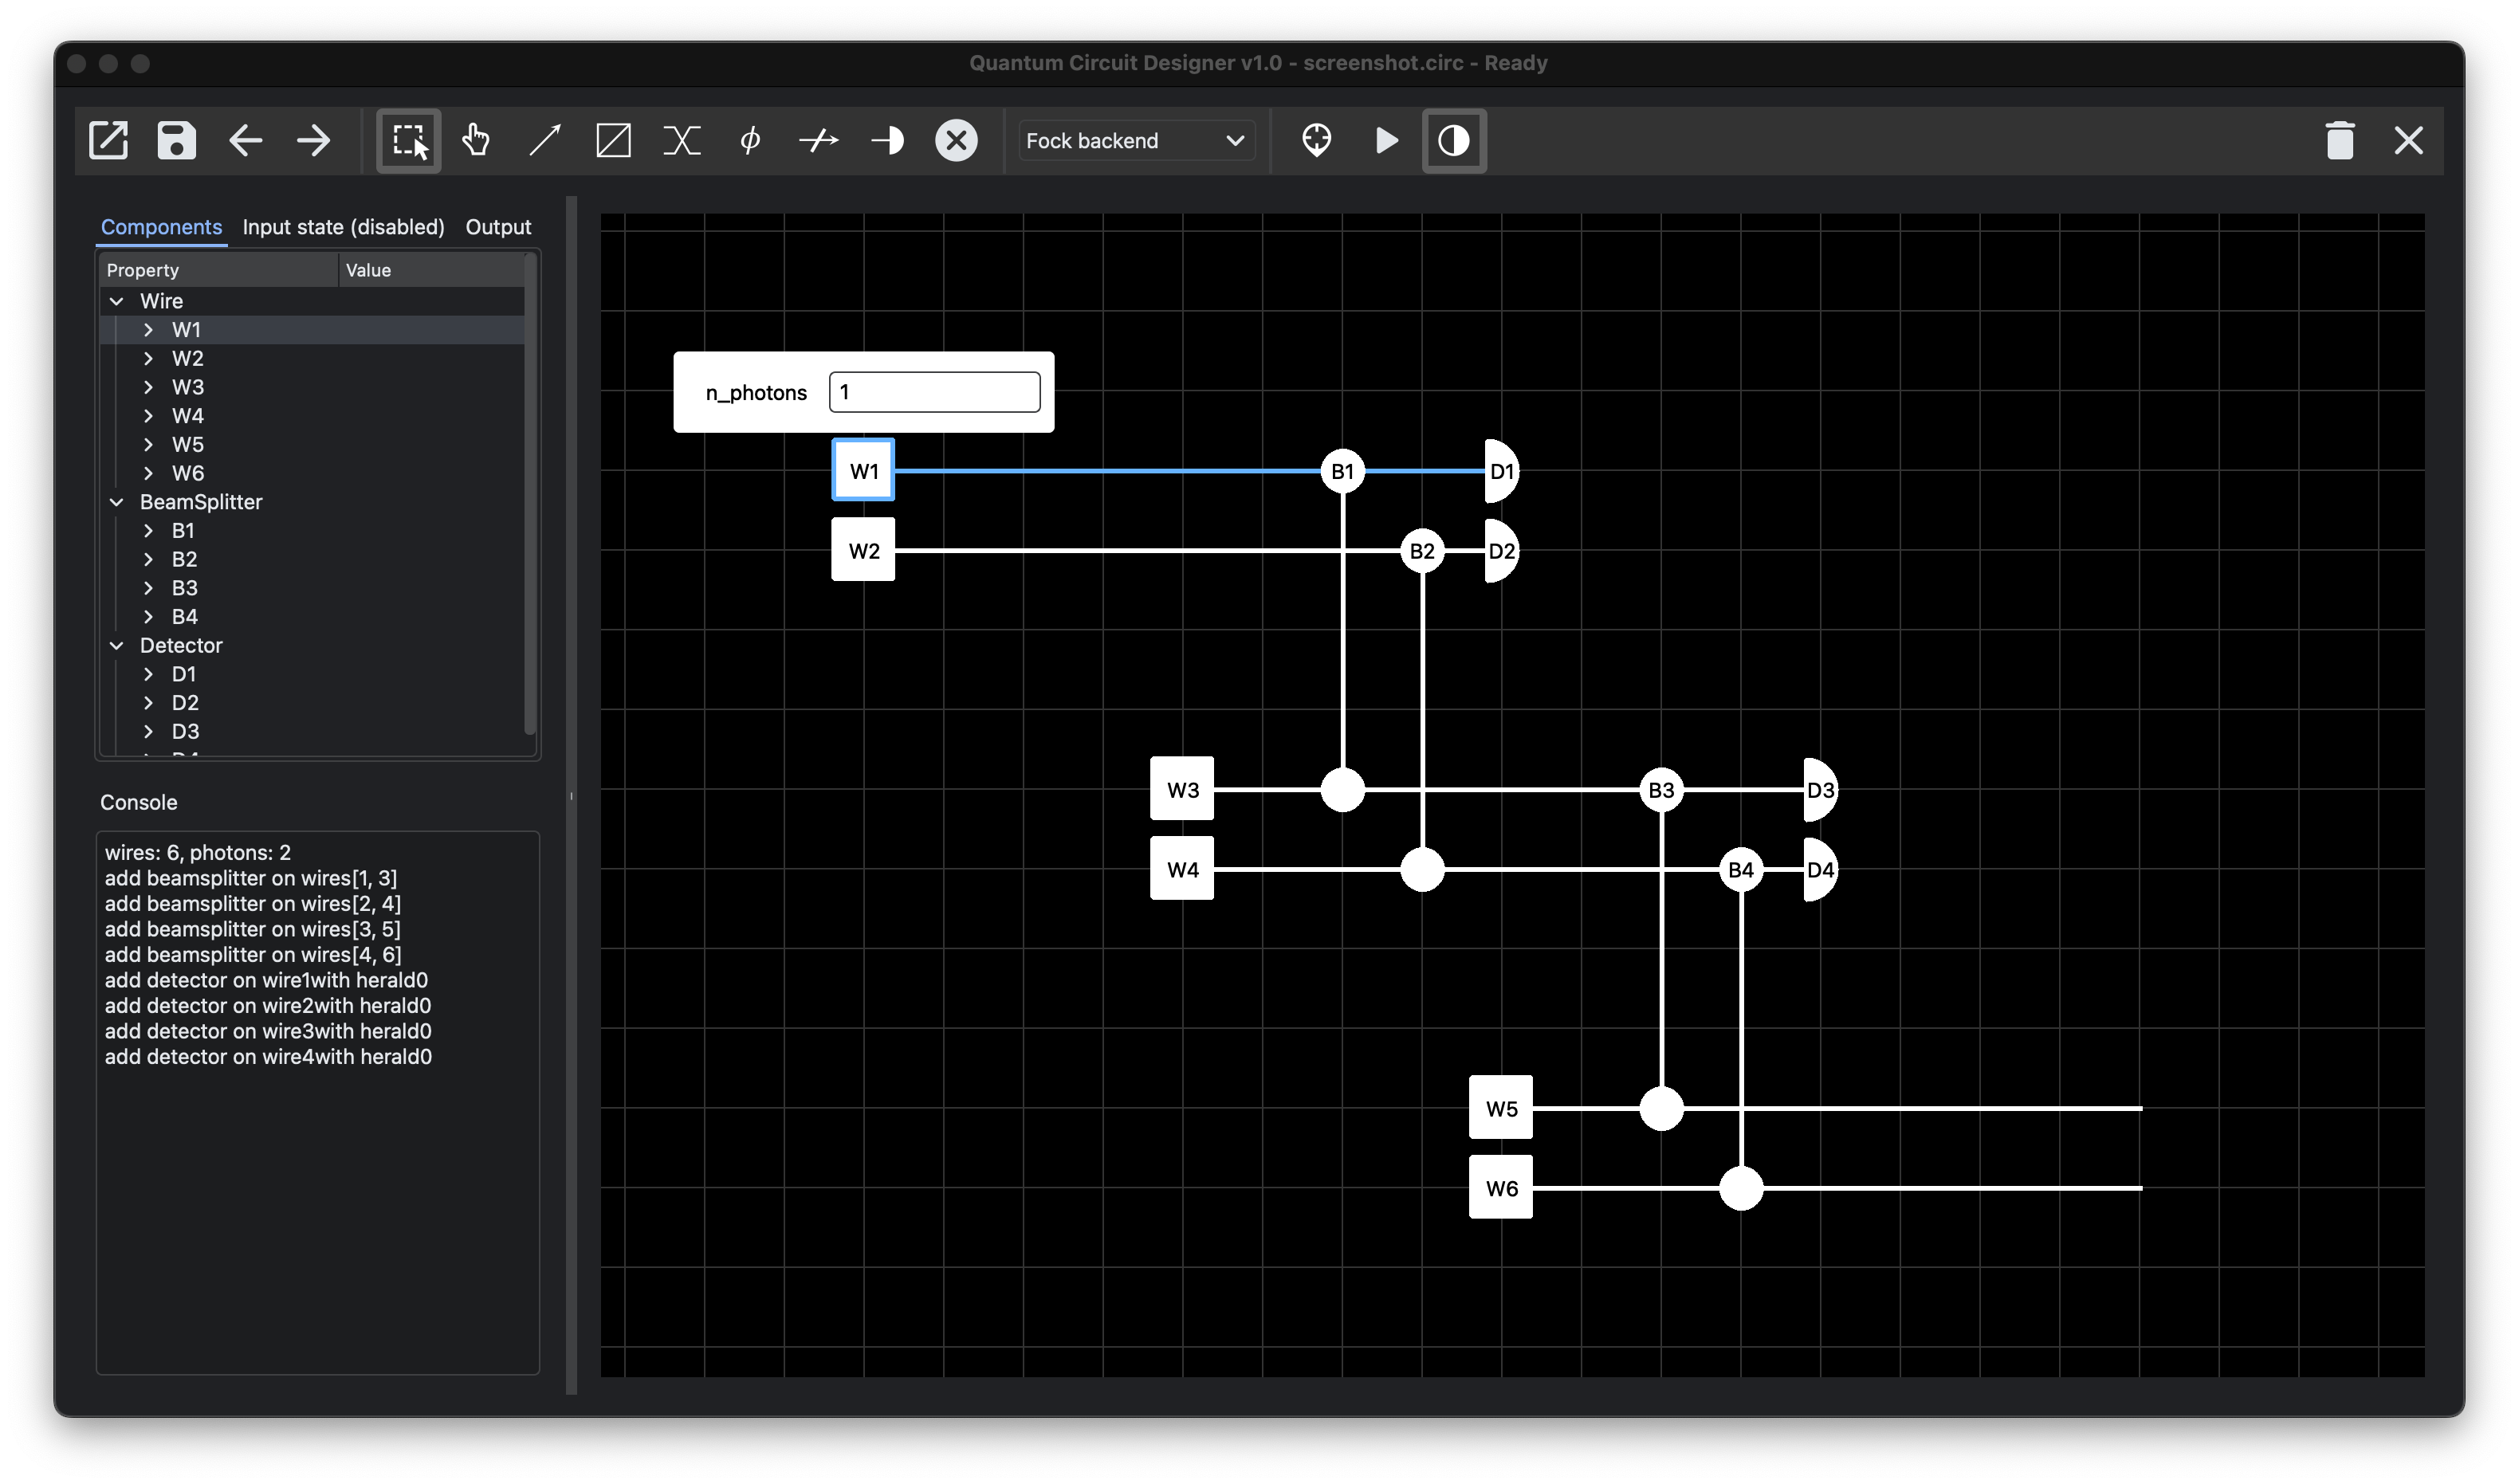 Quantum Circuit Designer v1.0 - screenshot.circ - Ready
ϕ
Fock backend
Components Input state (disabled) Output
Property Value
Wire
W1
W2
W3
W4
W5
W6
BeamSplitter
B1
B2
B3
B4
Detector
D1
D2
D3
Console
wires: 6, photons: 2
add beamsplitter on wires[1, 3]
add beamsplitter on wires[2, 4]
add beamsplitter on wires[3, 5]
add beamsplitter on wires[4, 6]
add detector on wire1with herald0
add detector on wire2with herald0
add detector on wire3with herald0
add detector on wire4with herald0
n_photons 1
W1 B1 D1
W2 B2 D2
W3 B3 D3
W4 B4 D4
W5
W6